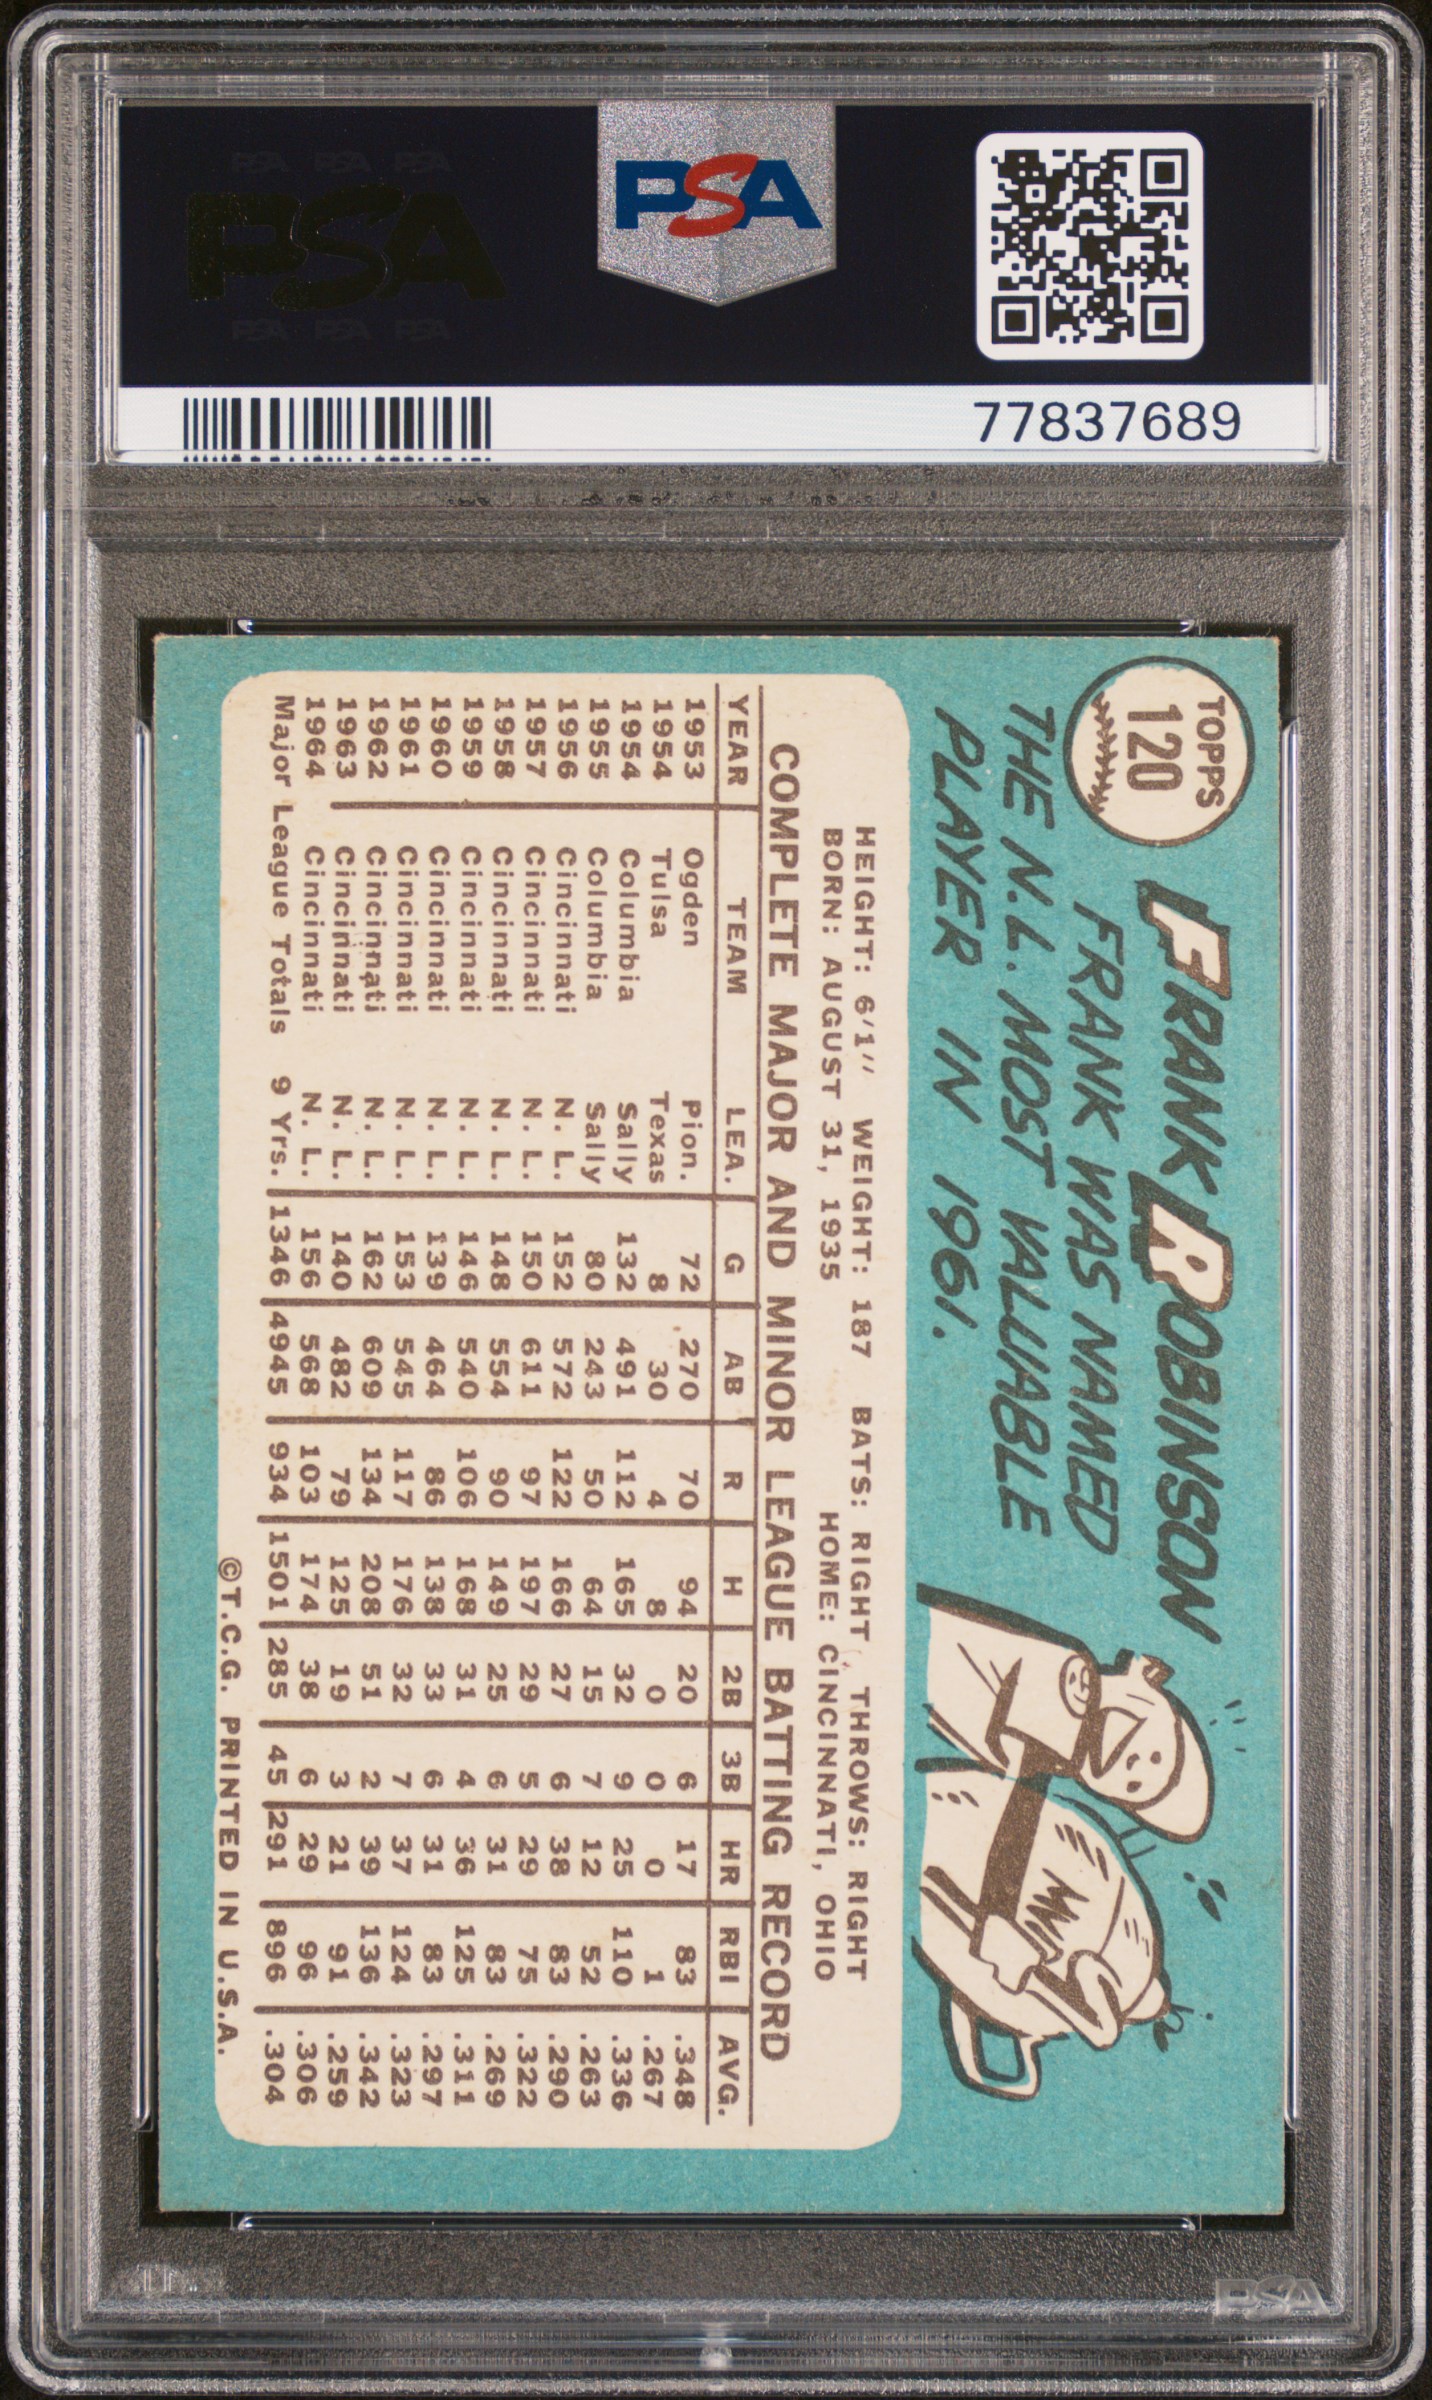 PSA PSA PSA
PSA
PSA PSA PSA
PSA
77837689
TOPPS
120
FRANK ROBINSON
FRANK WAS NAMED
THE N.L. MOST VALUABLE
PLAYER IN 1961.
HEIGHT: 6'1" WEIGHT: 187 BATS: RIGHT THROWS: RIGHT
BORN: AUGUST 31, 1935 HOME: CINCINNATI, OHIO
COMPLETE MAJOR AND MINOR LEAGUE BATTING RECORD
YEAR TEAM LEA. G AB R H 2B 3B HR RBI AVG.
1953 Ogden Pion. 72 270 70 94 20 6 17 83 .348
1954 Tulsa Texas 8 30 4 8 0 0 0 1 .267
1954 Columbia Sally 132 491 112 165 32 9 25 110 .336
1955 Columbia Sally 80 243 50 64 15 7 12 52 .263
1956 Cincinnati N. L. 152 572 122 166 27 6 38 83 .290
1957 Cincinnati N. L. 150 611 97 197 29 5 29 75 .322
1958 Cincinnati N. L. 148 554 90 149 25 6 31 83 .269
1959 Cincinnati N. L. 146 540 106 168 31 4 36 125 .311
1960 Cincinnati N. L. 139 464 86 138 33 6 31 83 .297
1961 Cincinnati N. L. 153 545 117 176 32 7 37 124 .323
1962 Cincinnati N. L. 162 609 134 208 51 2 39 136 .342
1963 Cincinnati N. L. 140 482 79 125 19 3 21 91 .259
1964 Cincinnati N. L. 156 568 103 174 38 6 29 96 .306
Major League Totals 9 Yrs. 1346 4945 934 1501 285 45 291 896 .304
©T.C.G. PRINTED IN U.S.A.
PSA